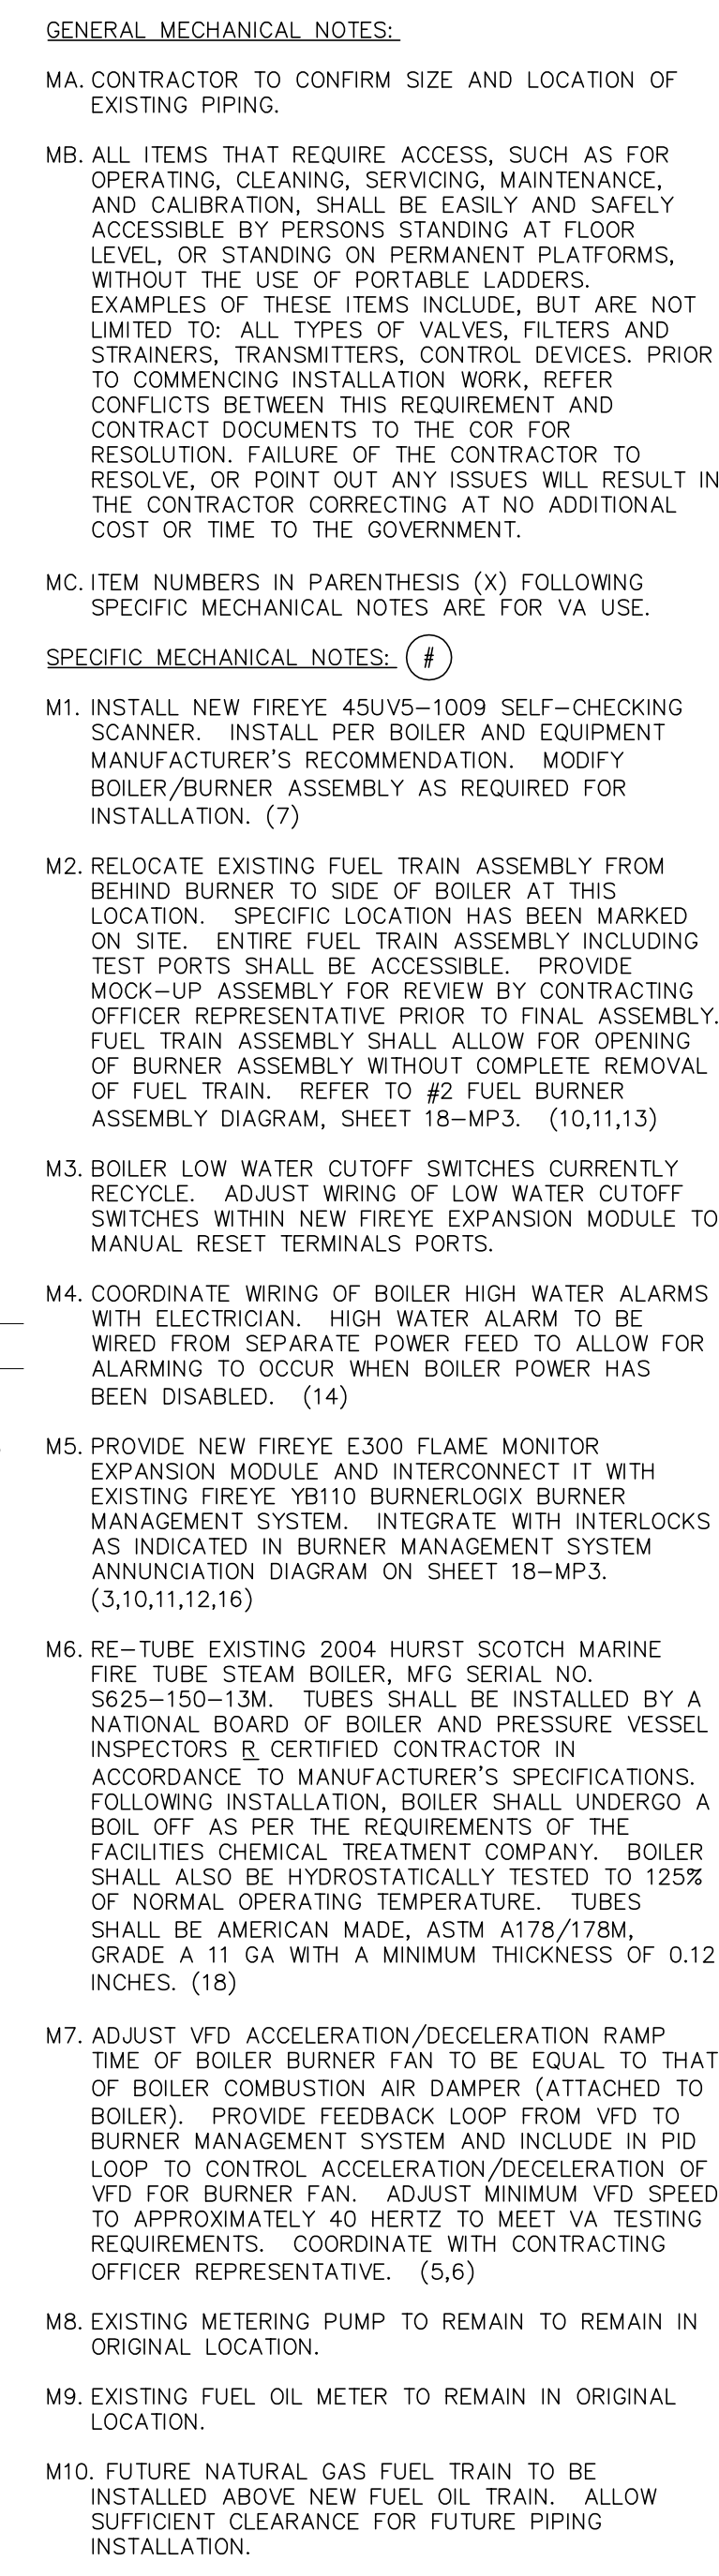 GENERAL MECHANICAL NOTES:
MA. CONTRACTOR TO CONFIRM SIZE AND LOCATION OF
EXISTING PIPING.
MB. ALL ITEMS THAT REQUIRE ACCESS, SUCH AS FOR
OPERATING, CLEANING, SERVICING, MAINTENANCE,
AND CALIBRATION, SHALL BE EASILY AND SAFELY
ACCESSIBLE BY PERSONS STANDING AT FLOOR
LEVEL, OR STANDING ON PERMANENT PLATFORMS,
WITHOUT THE USE OF PORTABLE LADDERS.
EXAMPLES OF THESE ITEMS INCLUDE, BUT ARE NOT
LIMITED TO: ALL TYPES OF VALVES, FILTERS AND
STRAINERS, TRANSMITTERS, CONTROL DEVICES. PRIOR
TO COMMENCING INSTALLATION WORK, REFER
CONFLICTS BETWEEN THIS REQUIREMENT AND
CONTRACT DOCUMENTS TO THE COR FOR
RESOLUTION. FAILURE OF THE CONTRACTOR TO
RESOLVE, OR POINT OUT ANY ISSUES WILL RESULT IN
THE CONTRACTOR CORRECTING AT NO ADDITIONAL
COST OR TIME TO THE GOVERNMENT.
MC. ITEM NUMBERS IN PARENTHESIS (X) FOLLOWING
SPECIFIC MECHANICAL NOTES ARE FOR VA USE.
SPECIFIC MECHANICAL NOTES: #
M1. INSTALL NEW FIREYE 45UV5-1009 SELF-CHECKING
SCANNER. INSTALL PER BOILER AND EQUIPMENT
MANUFACTURER'S RECOMMENDATION. MODIFY
BOILER/BURNER ASSEMBLY AS REQUIRED FOR
INSTALLATION. (7)
M2. RELOCATE EXISTING FUEL TRAIN ASSEMBLY FROM
BEHIND BURNER TO SIDE OF BOILER AT THIS
LOCATION. SPECIFIC LOCATION HAS BEEN MARKED
ON SITE. ENTIRE FUEL TRAIN ASSEMBLY INCLUDING
TEST PORTS SHALL BE ACCESSIBLE. PROVIDE
MOCK-UP ASSEMBLY FOR REVIEW BY CONTRACTING
OFFICER REPRESENTATIVE PRIOR TO FINAL ASSEMBLY.
FUEL TRAIN ASSEMBLY SHALL ALLOW FOR OPENING
OF BURNER ASSEMBLY WITHOUT COMPLETE REMOVAL
OF FUEL TRAIN. REFER TO #2 FUEL BURNER
ASSEMBLY DIAGRAM, SHEET 18-MP3. (10,11,13)
M3. BOILER LOW WATER CUTOFF SWITCHES CURRENTLY
RECYCLE. ADJUST WIRING OF LOW WATER CUTOFF
SWITCHES WITHIN NEW FIREYE EXPANSION MODULE TO
MANUAL RESET TERMINALS PORTS.
M4. COORDINATE WIRING OF BOILER HIGH WATER ALARMS
WITH ELECTRICIAN. HIGH WATER ALARM TO BE
WIRED FROM SEPARATE POWER FEED TO ALLOW FOR
ALARMING TO OCCUR WHEN BOILER POWER HAS
BEEN DISABLED. (14)
M5. PROVIDE NEW FIREYE E300 FLAME MONITOR
EXPANSION MODULE AND INTERCONNECT IT WITH
EXISTING FIREYE YB110 BURNERLOGIX BURNER
MANAGEMENT SYSTEM. INTEGRATE WITH INTERLOCKS
AS INDICATED IN BURNER MANAGEMENT SYSTEM
ANNUNCIATION DIAGRAM ON SHEET 18-MP3.
(3,10,11,12,16)
M6. RE-TUBE EXISTING 2004 HURST SCOTCH MARINE
FIRE TUBE STEAM BOILER, MFG SERIAL NO.
S625-150-13M. TUBES SHALL BE INSTALLED BY A
NATIONAL BOARD OF BOILER AND PRESSURE VESSEL
INSPECTORS R CERTIFIED CONTRACTOR IN
ACCORDANCE TO MANUFACTURER'S SPECIFICATIONS.
FOLLOWING INSTALLATION, BOILER SHALL UNDERGO A
BOIL OFF AS PER THE REQUIREMENTS OF THE
FACILITIES CHEMICAL TREATMENT COMPANY. BOILER
SHALL ALSO BE HYDROSTATICALLY TESTED TO 125%
OF NORMAL OPERATING TEMPERATURE. TUBES
SHALL BE AMERICAN MADE, ASTM A178/178M,
GRADE A 11 GA WITH A MINIMUM THICKNESS OF 0.12
INCHES. (18)
M7. ADJUST VFD ACCELERATION/DECELERATION RAMP
TIME OF BOILER BURNER FAN TO BE EQUAL TO THAT
OF BOILER COMBUSTION AIR DAMPER (ATTACHED TO
BOILER). PROVIDE FEEDBACK LOOP FROM VFD TO
BURNER MANAGEMENT SYSTEM AND INCLUDE IN PID
LOOP TO CONTROL ACCELERATION/DECELERATION OF
VFD FOR BURNER FAN. ADJUST MINIMUM VFD SPEED
TO APPROXIMATELY 40 HERTZ TO MEET VA TESTING
REQUIREMENTS. COORDINATE WITH CONTRACTING
OFFICER REPRESENTATIVE. (5,6)
M8. EXISTING METERING PUMP TO REMAIN TO REMAIN IN
ORIGINAL LOCATION.
M9. EXISTING FUEL OIL METER TO REMAIN IN ORIGINAL
LOCATION.
M10. FUTURE NATURAL GAS FUEL TRAIN TO BE
INSTALLED ABOVE NEW FUEL OIL TRAIN. ALLOW
SUFFICIENT CLEARANCE FOR FUTURE PIPING
INSTALLATION.